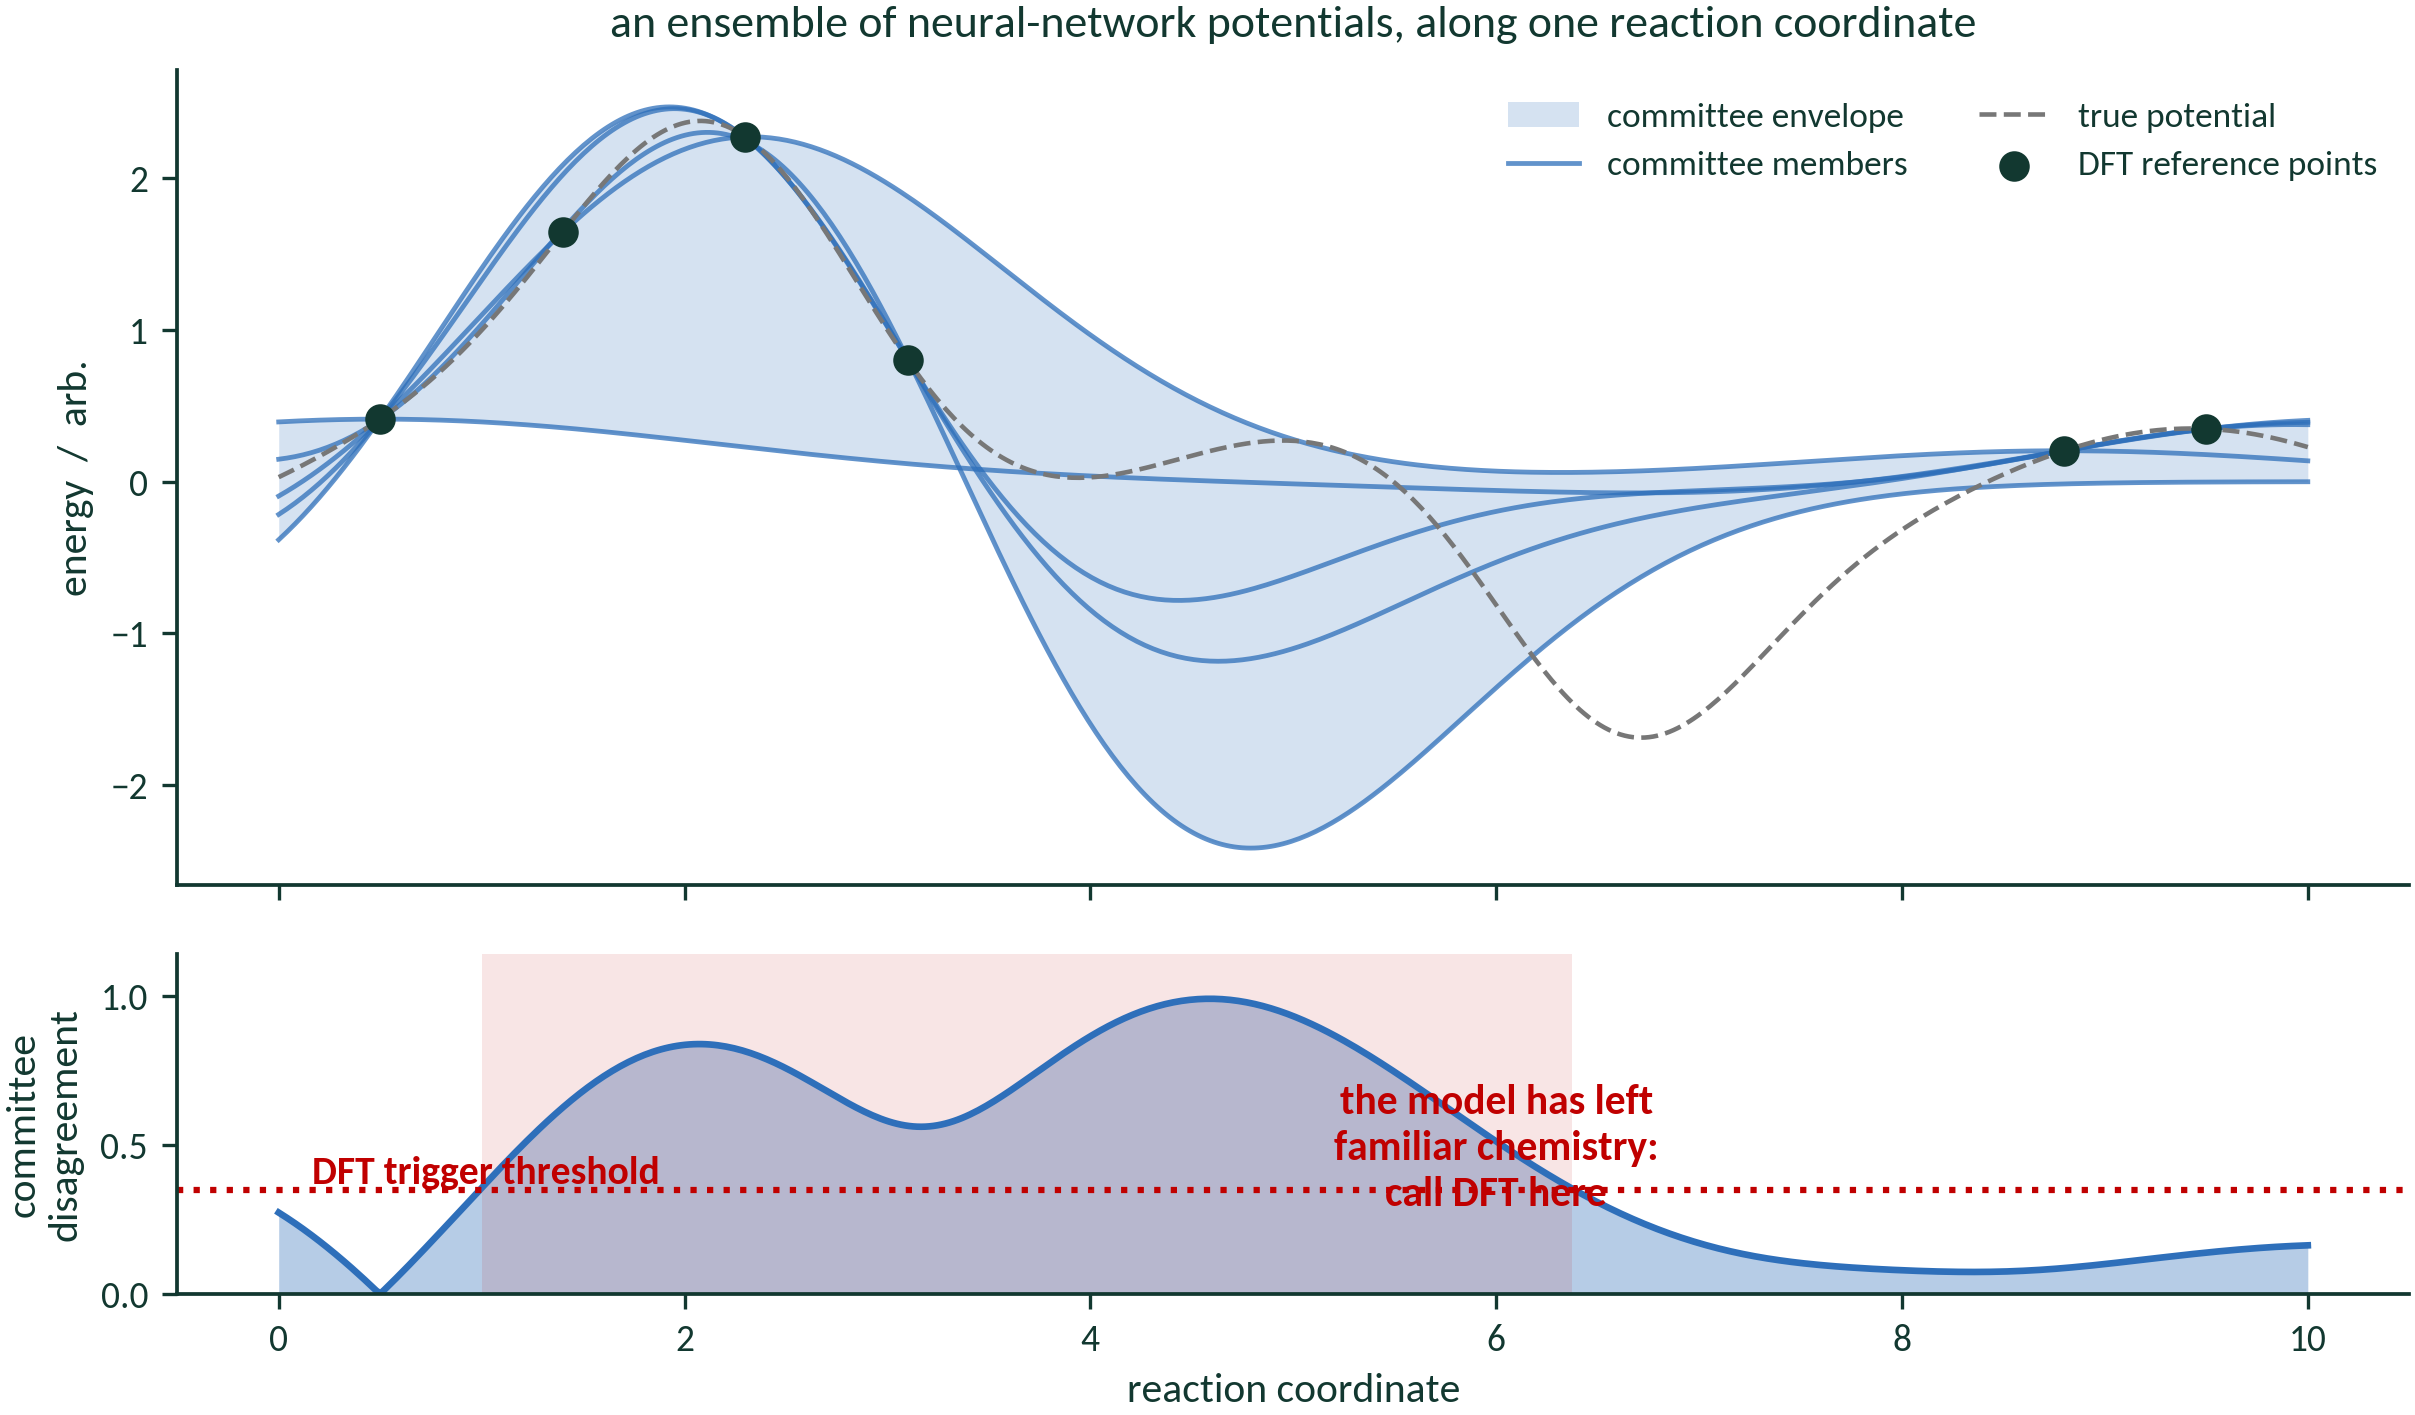 an ensemble of neural-network potentials, along one reaction coordinate
committee envelope
committee members
true potential
DFT reference points
energy / arb.
2
1
0
−1
−2
committee
disagreement
1.0
0.5
0.0
DFT trigger threshold
the model has left
familiar chemistry:
call DFT here
0
2
4
6
8
10
reaction coordinate